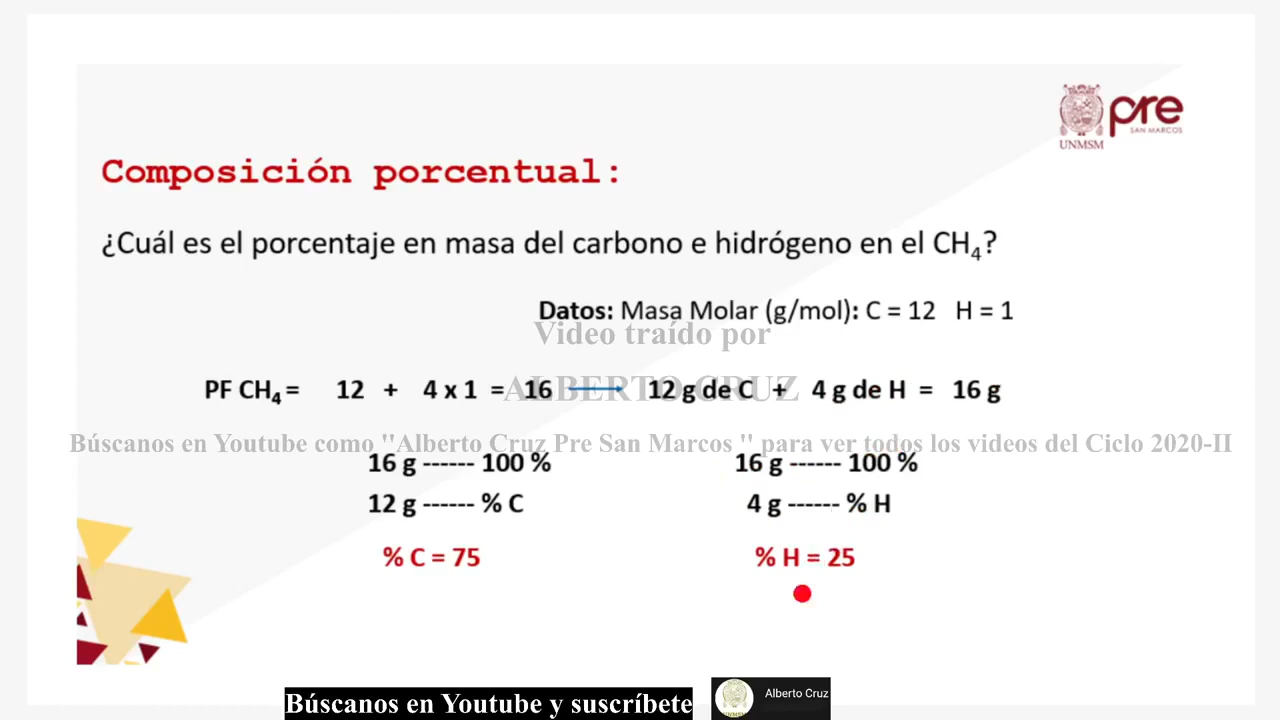 pre
SAN MARCOS
UNMSM
Composición porcentual:
¿Cuál es el porcentaje en masa del carbono e hidrógeno en el CH₄?
Datos: Masa Molar (g/mol): C = 12 H = 1
Video traído por
PF CH₄ = 12 + 4 x 1 = 16 → 12 g de C + 4 g de H = 16 g
ALBERTO CRUZ
Búscanos en Youtube como "Alberto Cruz Pre San Marcos " para ver todos los videos del Ciclo 2020-II
16 g ------ 100 % 16 g ------ 100 %
12 g ------ % C 4 g ------ % H
% C = 75 % H = 25
Búscanos en Youtube y suscríbete
Alberto Cruz
UNMSM